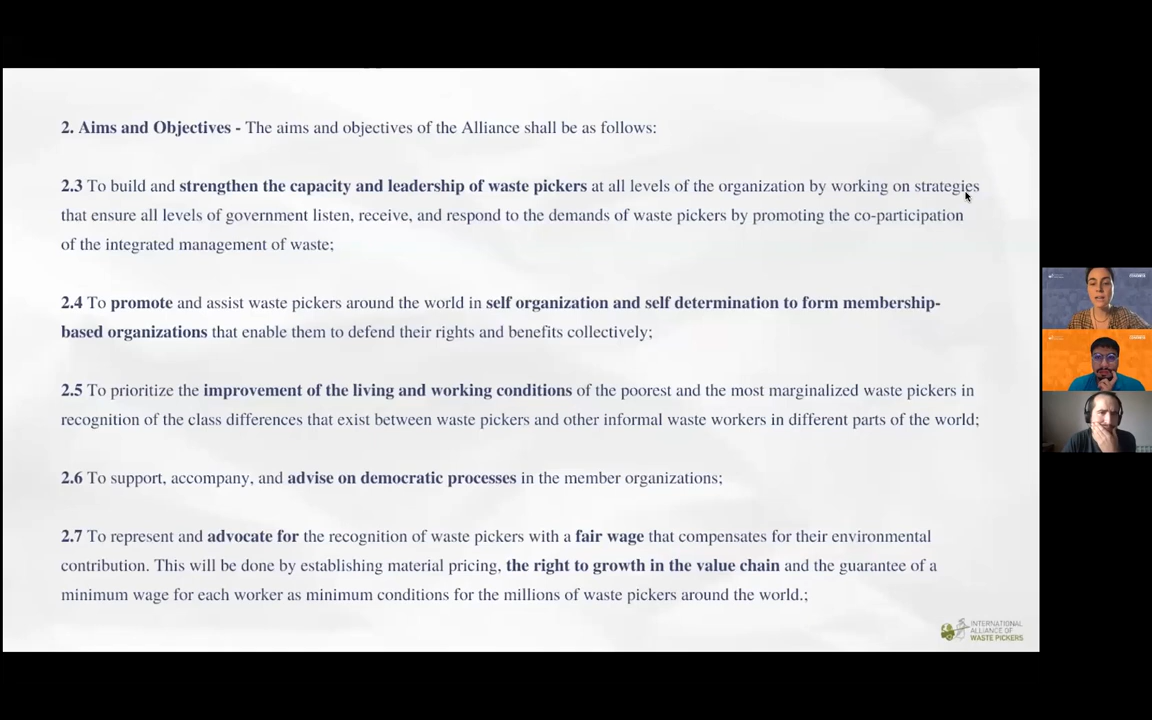 2. Aims and Objectives - The aims and objectives of the Alliance shall be as follows:
2.3 To build and strengthen the capacity and leadership of waste pickers at all levels of the organization by working on strategies
that ensure all levels of government listen, receive, and respond to the demands of waste pickers by promoting the co-participation
of the integrated management of waste;
2.4 To promote and assist waste pickers around the world in self organization and self determination to form membership-
based organizations that enable them to defend their rights and benefits collectively;
2.5 To prioritize the improvement of the living and working conditions of the poorest and the most marginalized waste pickers in
recognition of the class differences that exist between waste pickers and other informal waste workers in different parts of the world;
2.6 To support, accompany, and advise on democratic processes in the member organizations;
2.7 To represent and advocate for the recognition of waste pickers with a fair wage that compensates for their environmental
contribution. This will be done by establishing material pricing, the right to growth in the value chain and the guarantee of a
minimum wage for each worker as minimum conditions for the millions of waste pickers around the world.;
INTERNATIONAL
ALLIANCE OF
WASTE PICKERS